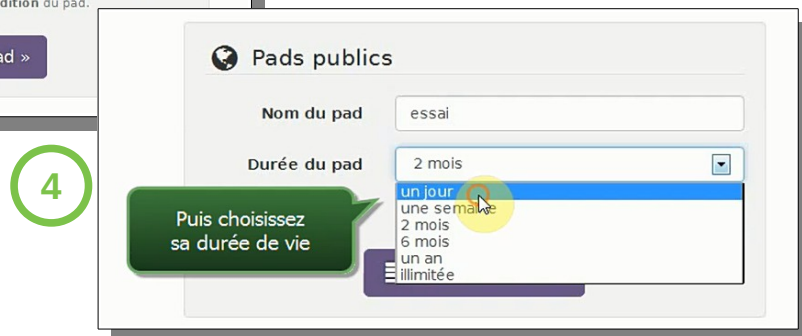 dition du pad.
ad »
4
Pads publics
Nom du pad
essai
Durée du pad
2 mois
un jour
une semaine
2 mois
6 mois
un an
illimitée
Puis choisissez
sa durée de vie